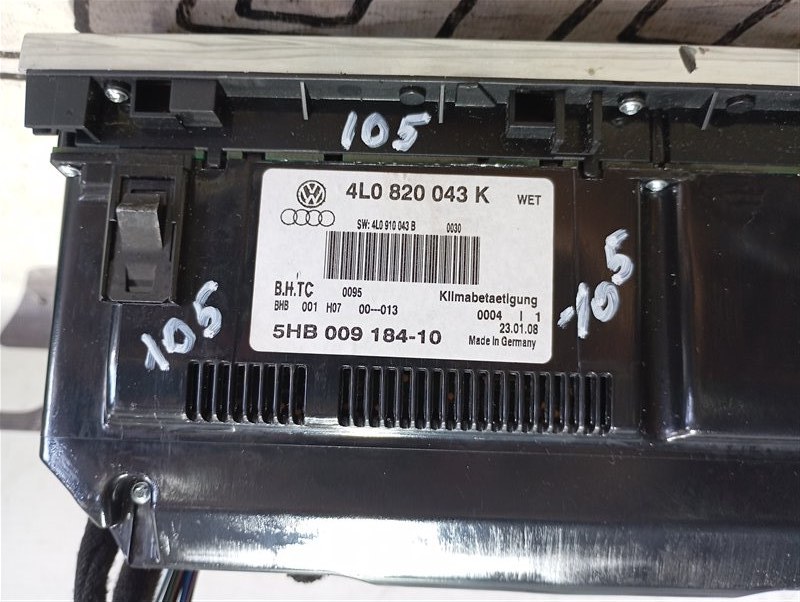 105
4L0 820 043 K WET
SW: 4L0 910 043 B 0030
B.H.TC 0095 Klimabetaetigung
BHB 001 H07 00---013 0004 I 1
23.01.08
5HB 009 184-10 Made in Germany
105
-105